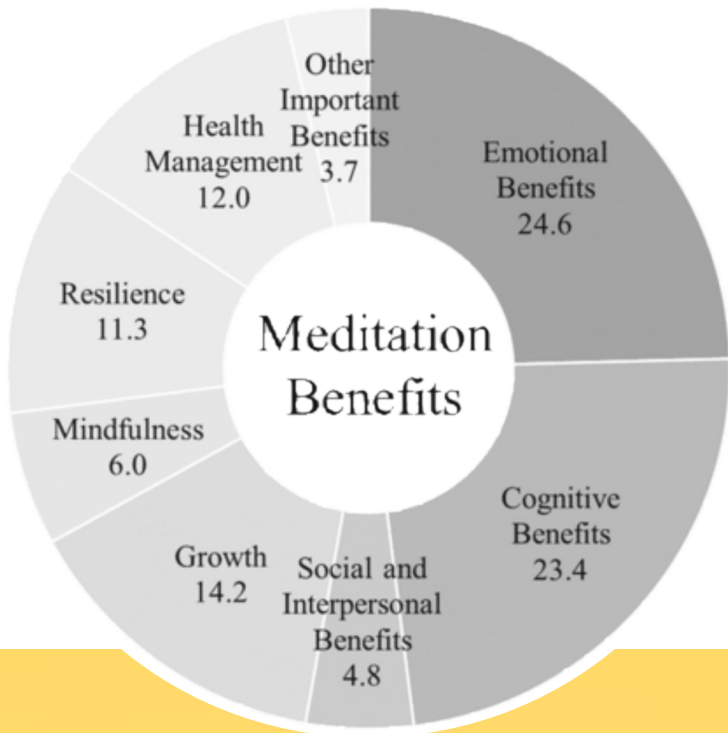 Meditation
Benefits
Emotional
Benefits
24.6
Cognitive
Benefits
23.4
Social and
Interpersonal
Benefits
4.8
Growth
14.2
Mindfulness
6.0
Resilience
11.3
Health
Management
12.0
Other
Important
Benefits
3.7